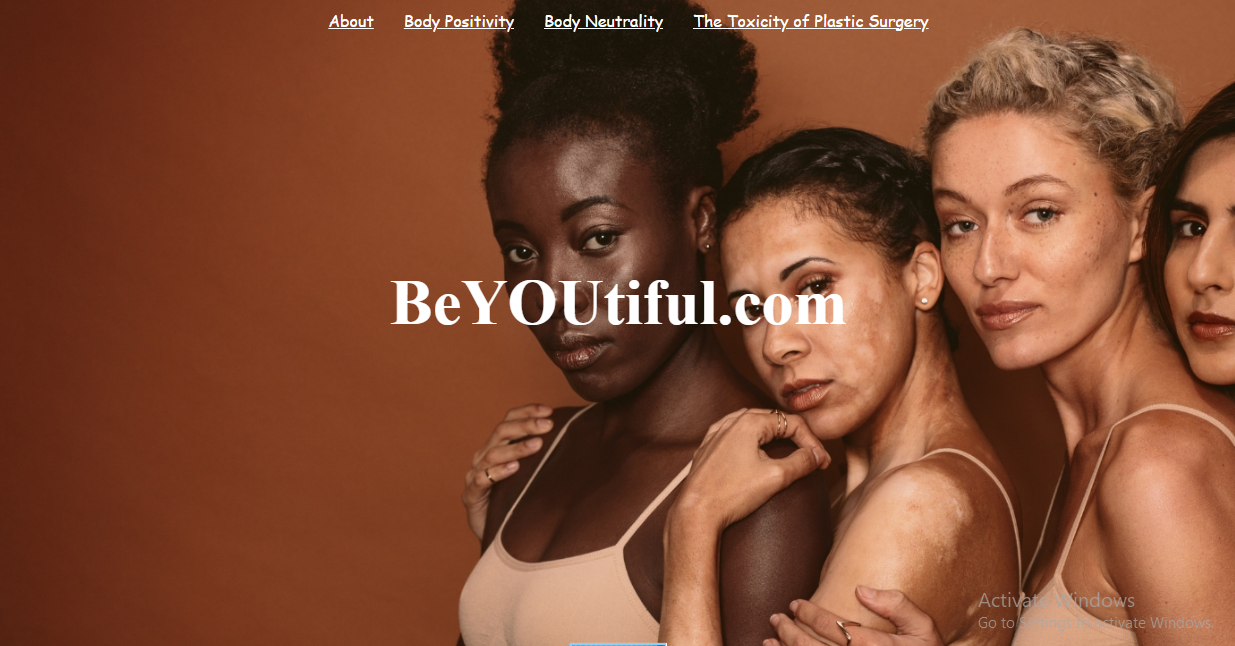 About Body Positivity Body Neutrality The Toxicity of Plastic Surgery
BeYOUtiful.com
Activate Windows
Go to Settings to activate Windows.